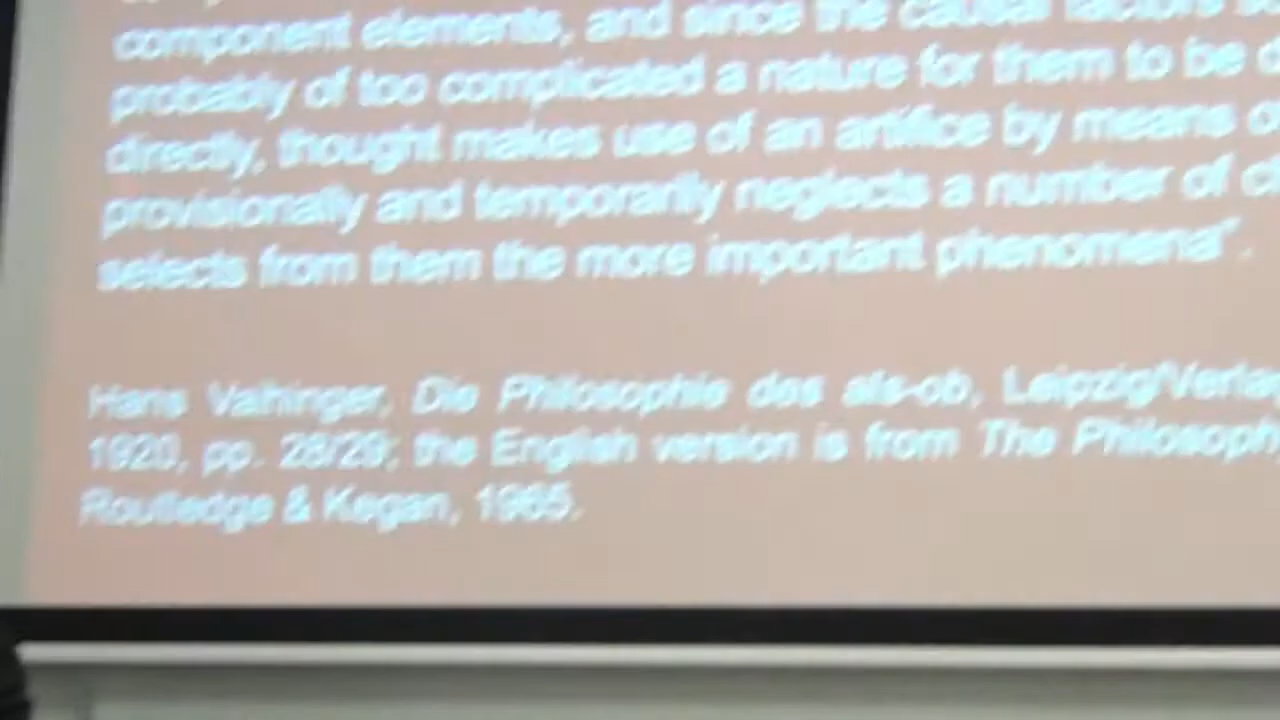 component elements, and since the causal factors
probably of too complicated a nature for them to be
directly, thought makes use of an artifice by means
provisionally and temporarily neglects a number of
selects from them the more important phenomena".
Hans Vaihinger, Die Philosophie des als-ob, Leipzig/Verla
1920, pp. 28/29; the English version is from The Philosoph
Routledge & Kegan, 1965.